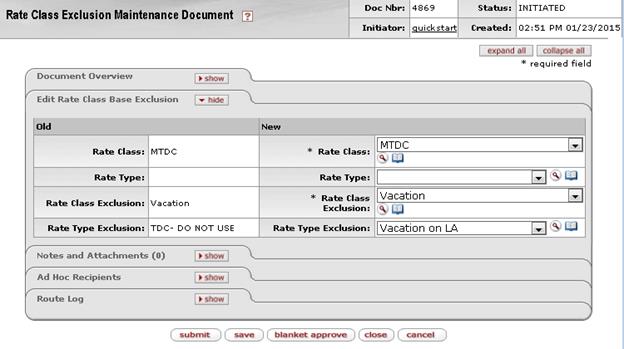 Rate Class Exclusion Maintenance Document ?
Doc Nbr: 4869 Status: INITIATED
Initiator: quickstart Created: 02:51 PM 01/23/2015
expand all collapse all
* required field
Document Overview show
Edit Rate Class Base Exclusion hide
Old New
Rate Class: MTDC * Rate Class: MTDC
Rate Type: Rate Type:
Rate Class Exclusion: Vacation * Rate Class Exclusion: Vacation
Rate Type Exclusion: TDC- DO NOT USE Rate Type Exclusion: Vacation on LA
Notes and Attachments (0) show
Ad Hoc Recipients show
Route Log show
submit save blanket approve close cancel